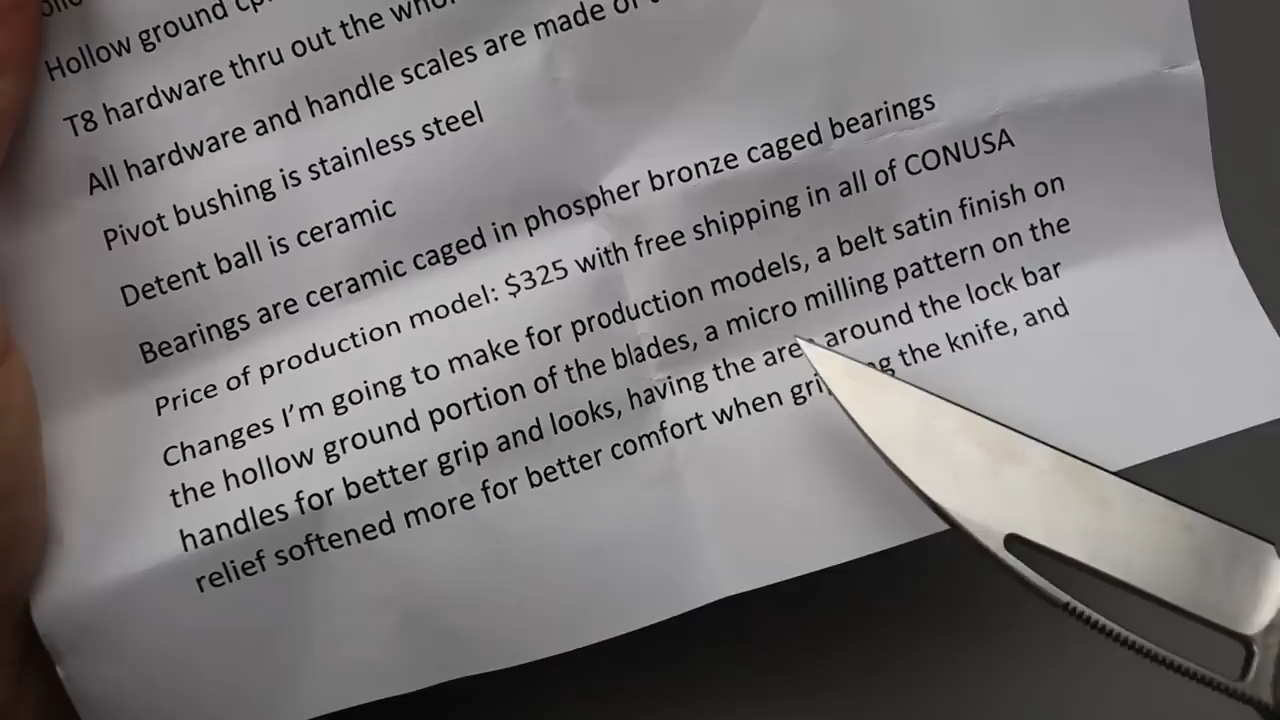 Hollow ground
T8 hardware thru out the
All hardware and handle scales are made of
Pivot bushing is stainless steel
Detent ball is ceramic
Bearings are ceramic caged in phospher bronze caged bearings
Price of production model: $325 with free shipping in all of CONUSA
Changes I'm going to make for production models, a belt satin finish on
the hollow ground portion of the blades, a micro milling pattern on the
handles for better grip and looks, having the area around the lock bar
relief softened more for better comfort when gripping the knife, and